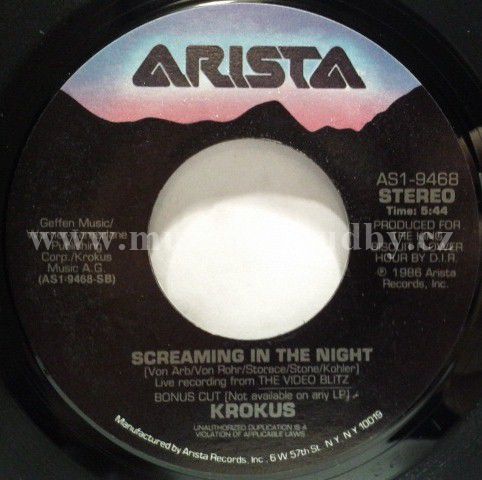 ARISTA
AS1-9468
STEREO
Time: 5:44
Geffen Music/
Corp./Krokus
Music A.G.
(AS1-9468-SB)
PRODUCED FOR
HOUR BY D.I.R.
℗ 1986 Arista
Records, Inc.
SCREAMING IN THE NIGHT
(Von Arb/Von Rohr/Storace/Stone/Kohler)
Live recording from THE VIDEO BLITZ
BONUS CUT (Not available on any LP)
KROKUS
UNAUTHORIZED DUPLICATION IS A
VIOLATION OF APPLICABLE LAWS
Manufactured by Arista Records, Inc., 6 W 57th St. N.Y. N.Y. 10019